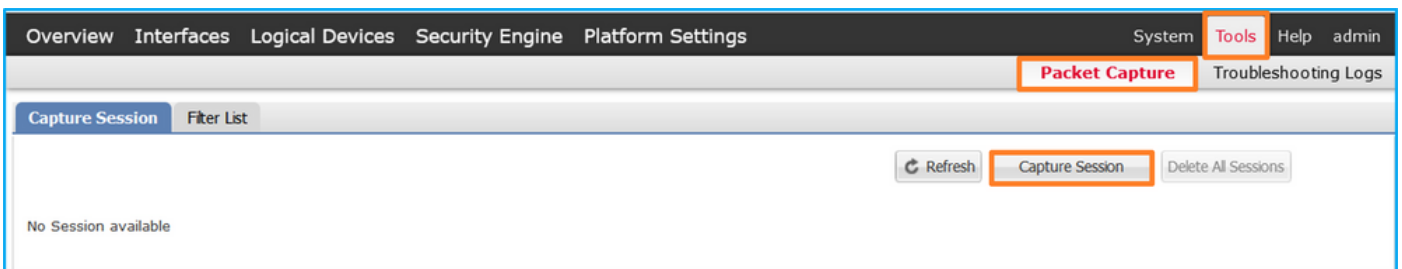 Overview Interfaces Logical Devices Security Engine Platform Settings System Tools Help admin
Packet Capture Troubleshooting Logs
Capture Session Filter List
Refresh Capture Session Delete All Sessions
No Session available